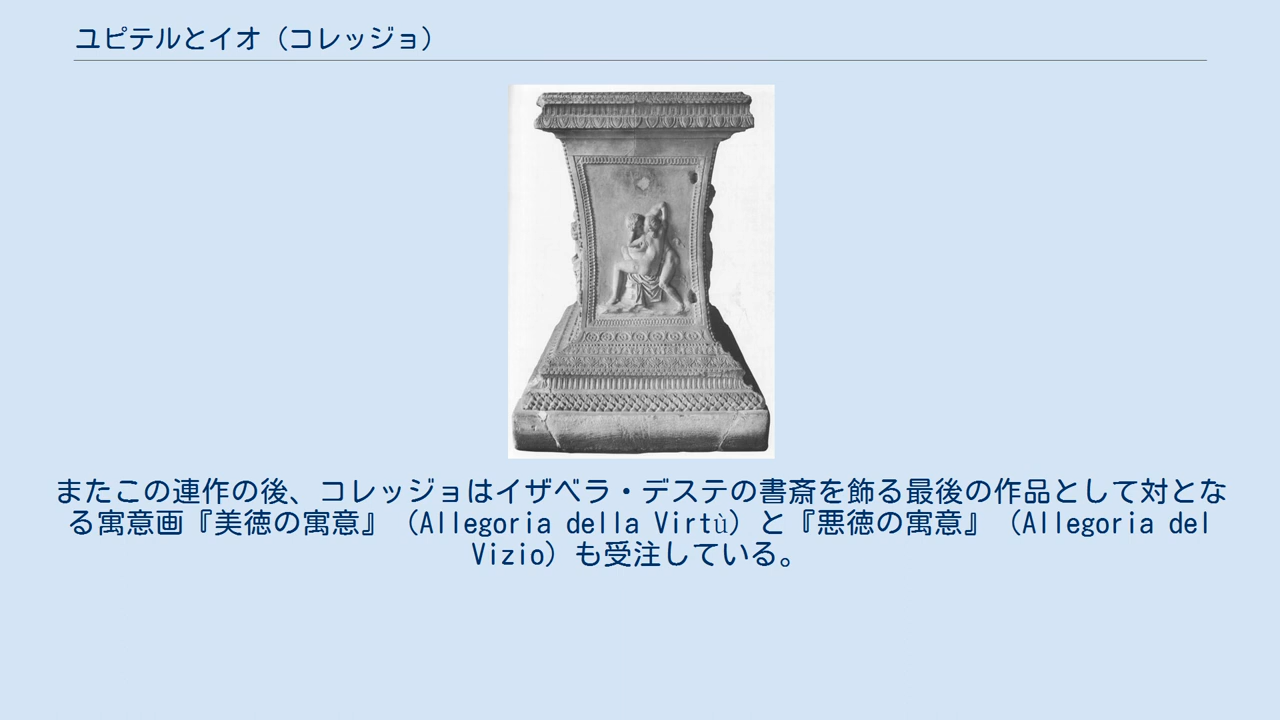 ユピテルとイオ（コレッジョ）
またこの連作の後、コレッジョはイザベラ・デステの書斎を飾る最後の作品として対とな
る寓意画『美徳の寓意』（Allegoria della Virtù）と『悪徳の寓意』（Allegoria del
Vizio）も受注している。